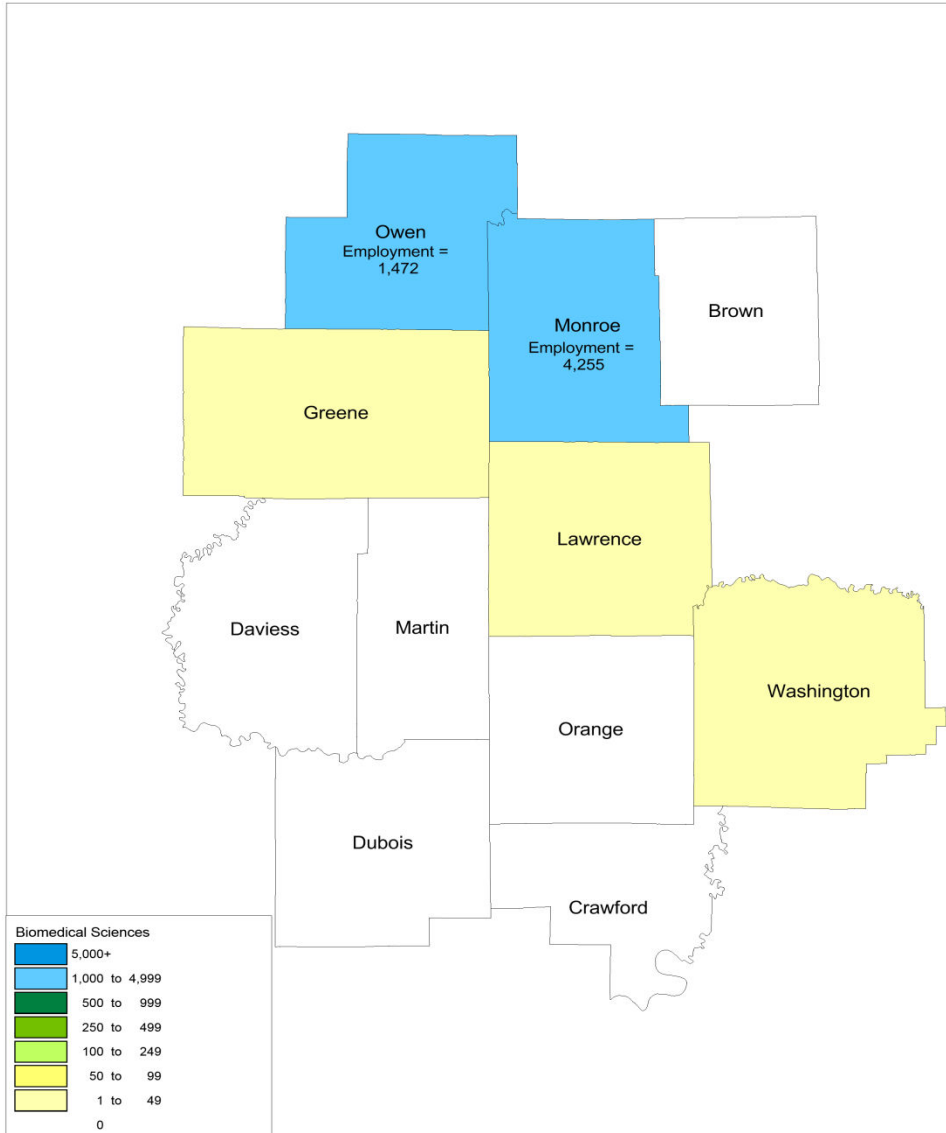 Owen
Employment =
1,472
Monroe
Employment =
4,255
Brown
Greene
Lawrence
Daviess
Martin
Washington
Orange
Dubois
Crawford
Biomedical Sciences
5,000+
1,000 to 4,999
500 to 999
250 to 499
100 to 249
50 to 99
1 to 49
0